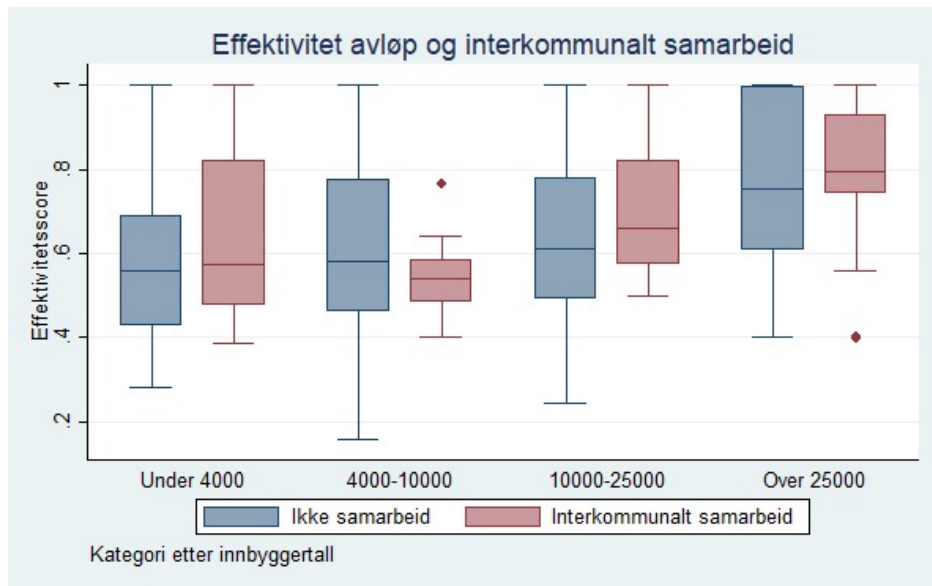 Effektivitet avløp og interkommunalt samarbeid
Effektivitetsscore
1
.8
.6
.4
.2
Under 4000
4000-10000
10000-25000
Over 25000
Ikke samarbeid
Interkommunalt samarbeid
Kategori etter innbyggertall